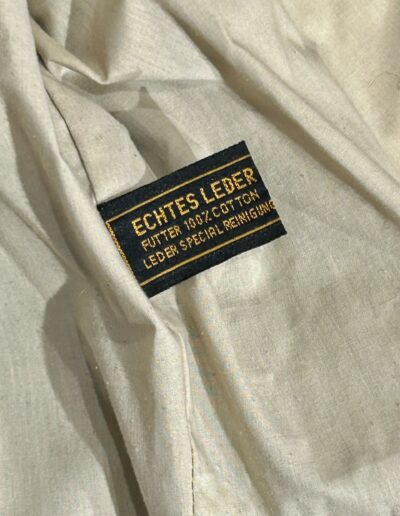 ECHTES LEDER
FUTTER 100% COTTON
LEDER SPECIAL REINIGUNG